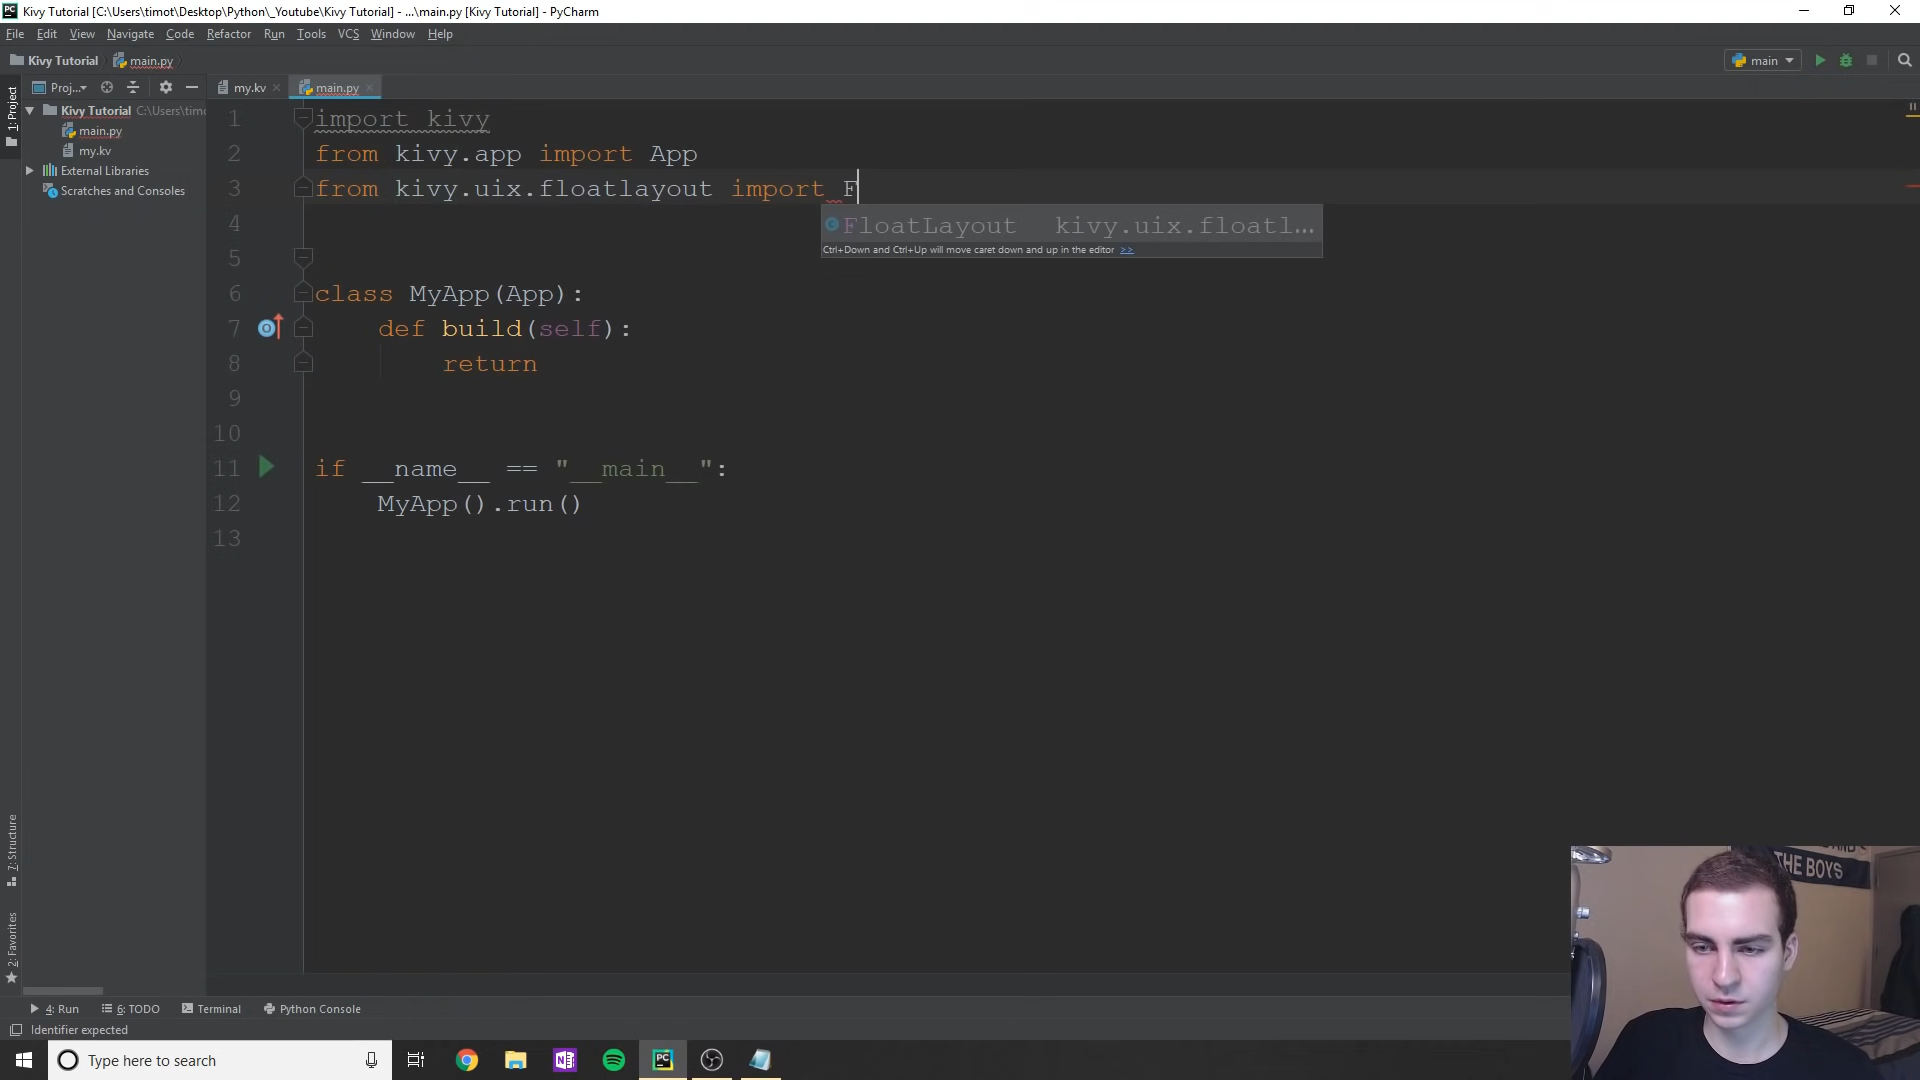 Kivy Tutorial [C:\Users\timot\Desktop\Python\_Youtube\Kivy Tutorial] - ...\main.py [Kivy Tutorial] - PyCharm
File Edit View Navigate Code Refactor Run Tools VCS Window Help
Kivy Tutorial main.py
main
Proj...
my.kv
main.py
1: Project
Kivy Tutorial C:\Users\timo
main.py
my.kv
External Libraries
Scratches and Consoles
1 import kivy
2 from kivy.app import App
3 from kivy.uix.floatlayout import F
FloatLayout kivy.uix.floatl...
Ctrl+Down and Ctrl+Up will move caret down and up in the editor >>
4
5
6 class MyApp(App):
7 def build(self):
8 return
9
10
11 if __name__ == "__main__":
12 MyApp().run()
13
7: Structure
2: Favorites
THE BOYS
4: Run 6: TODO Terminal Python Console
Identifier expected
Type here to search